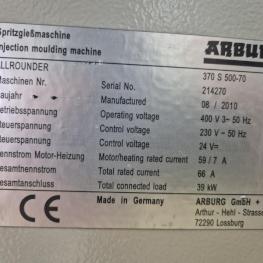 Spritzgießmaschine
injection moulding machine
ARBURG
ALLROUNDER 370 S 500-70
Maschinen Nr. Serial No. 214270
Baujahr Manufactured 08 / 2010
Betriebsspannung Operating voltage 400 V 3~ 50 Hz
Steuerspannung Control voltage 230 V ~ 50 Hz
Steuerspannung Control voltage 24 V=
Nennstrom Motor-Heizung Motor/heating rated current 59 / 7 A
Gesamtnennstrom Total rated current 66 A
Gesamtanschluss Total connected load 39 kW
CE Made in Germany ARBURG GmbH +
Arthur - Hehl - Strasse
72290 Lossburg